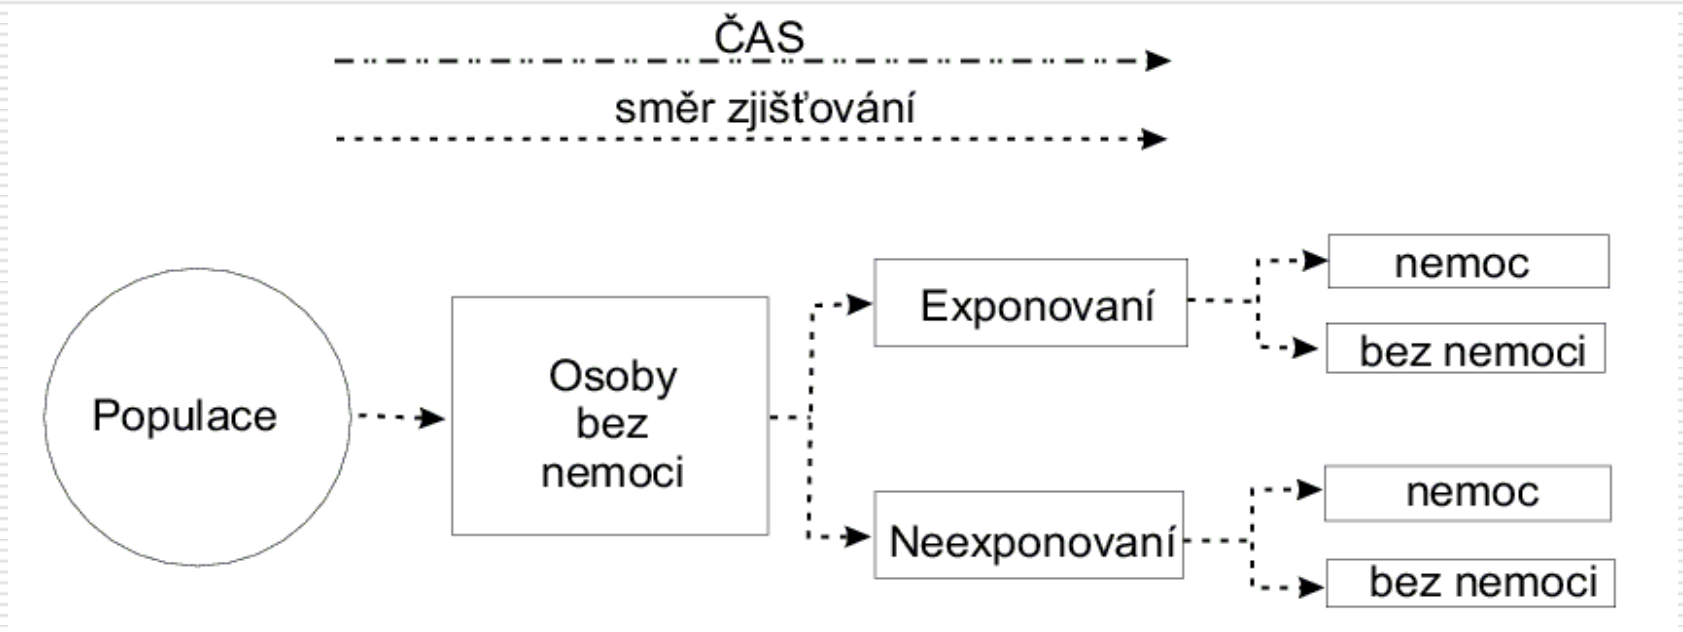 ČAS
směr zjišťování
Populace
Osoby
bez
nemoci
Exponovaní
nemoc
bez nemoci
Neexponovaní
nemoc
bez nemoci